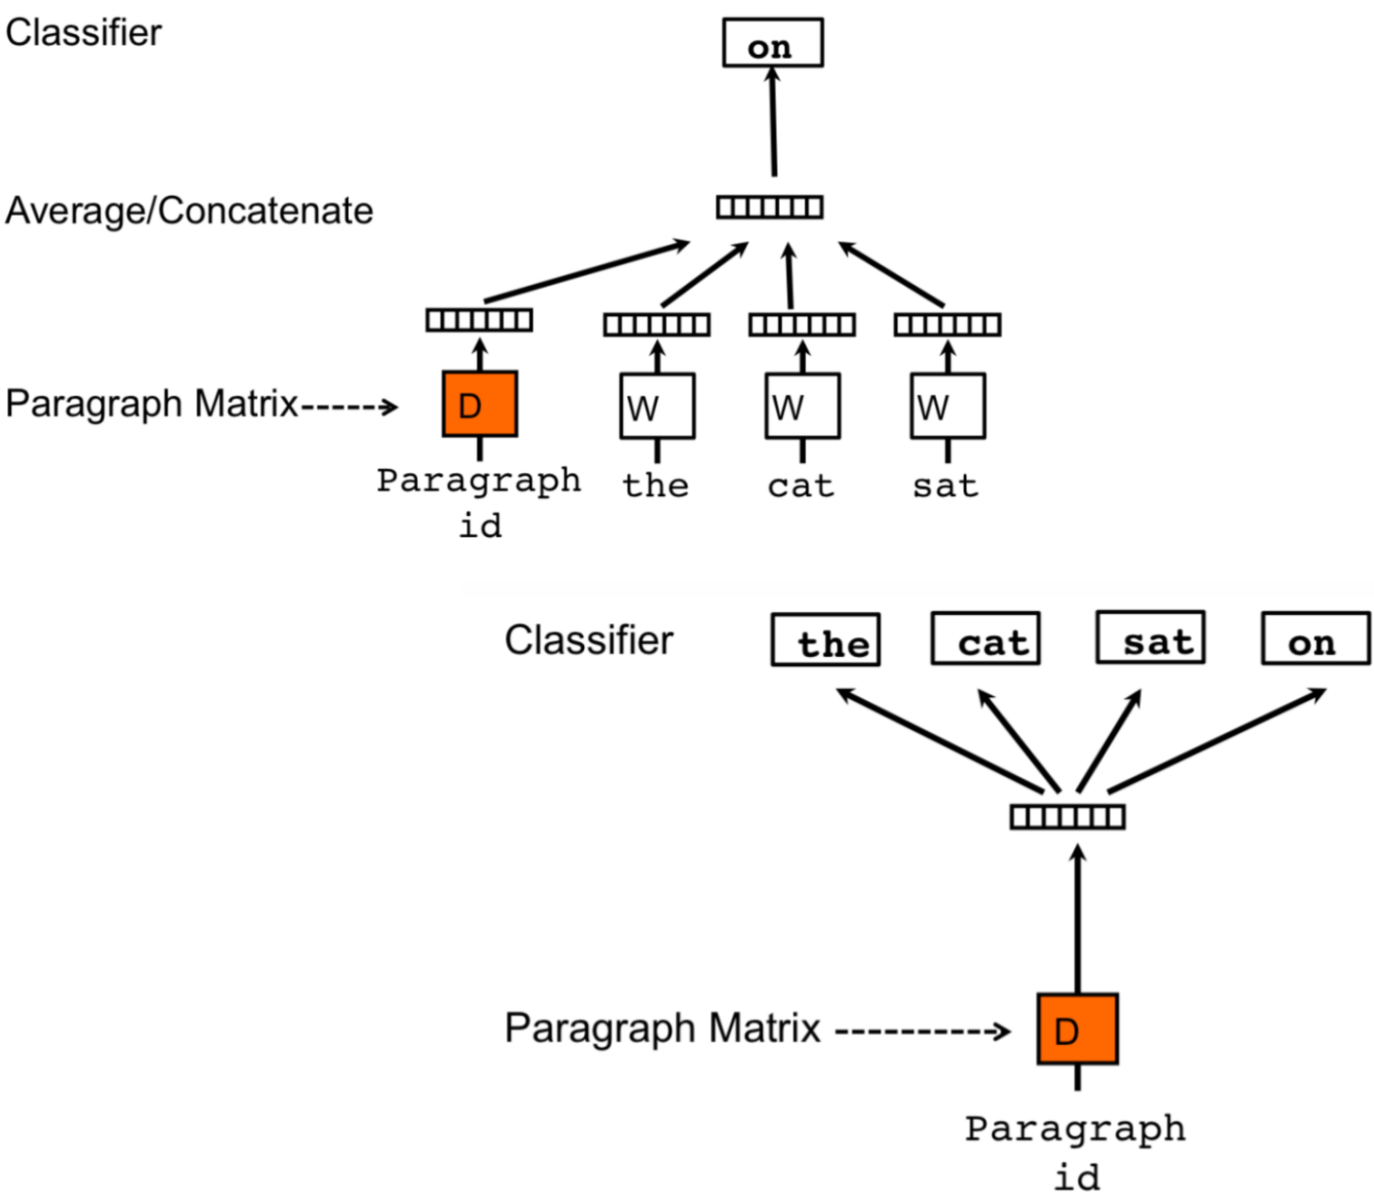 Classifier
on
Average/Concatenate
Paragraph Matrix
D
W
W
W
Paragraph
id
the
cat
sat
Classifier
the
cat
sat
on
Paragraph Matrix
D
Paragraph
id